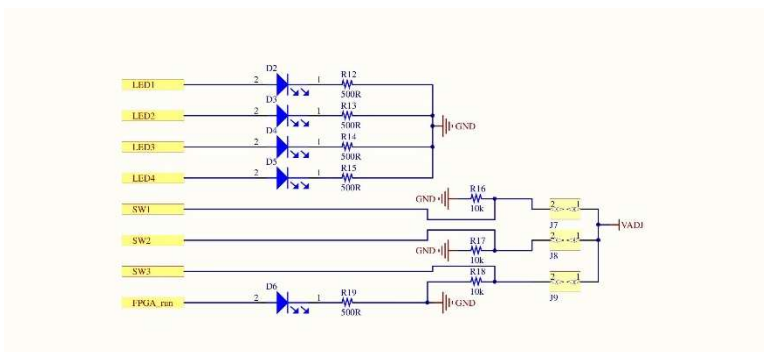 D2
LED1 2 1 R12
500R
D3
LED2 2 1 R13
500R
GND
D4
LED3 2 1 R14
500R
D5
LED4 2 1 R15
500R
R16
GND
10k
SW1 2 1
J7
VADJ
SW2 2 1
R17
GND
10k
J8
SW3 2 1
R18
10k
J9
D6
FPGA_run 2 1 R19
500R
GND